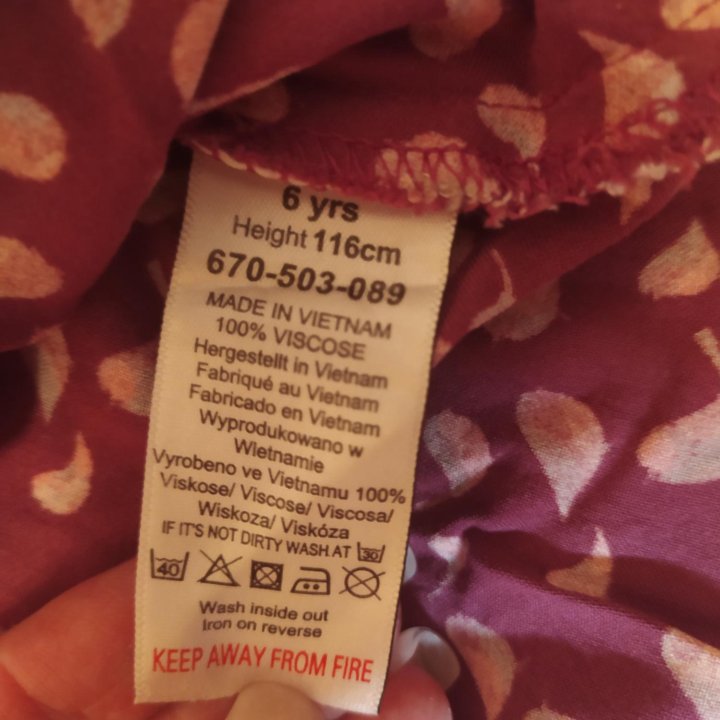 6 yrs
Height 116cm
670-503-089
MADE IN VIETNAM
100% VISCOSE
Hergestellt in Vietnam
Fabriqué au Vietnam
Fabricado en Vietnam
Wyprodukowano w
Wietnamie
Vyrobeno ve Vietnamu 100%
Viskose/ Viscose/ Viscosa/
Wiskoza/ Viskóza
IF IT'S NOT DIRTY WASH AT 30
40
Wash inside out
Iron on reverse
KEEP AWAY FROM FIRE